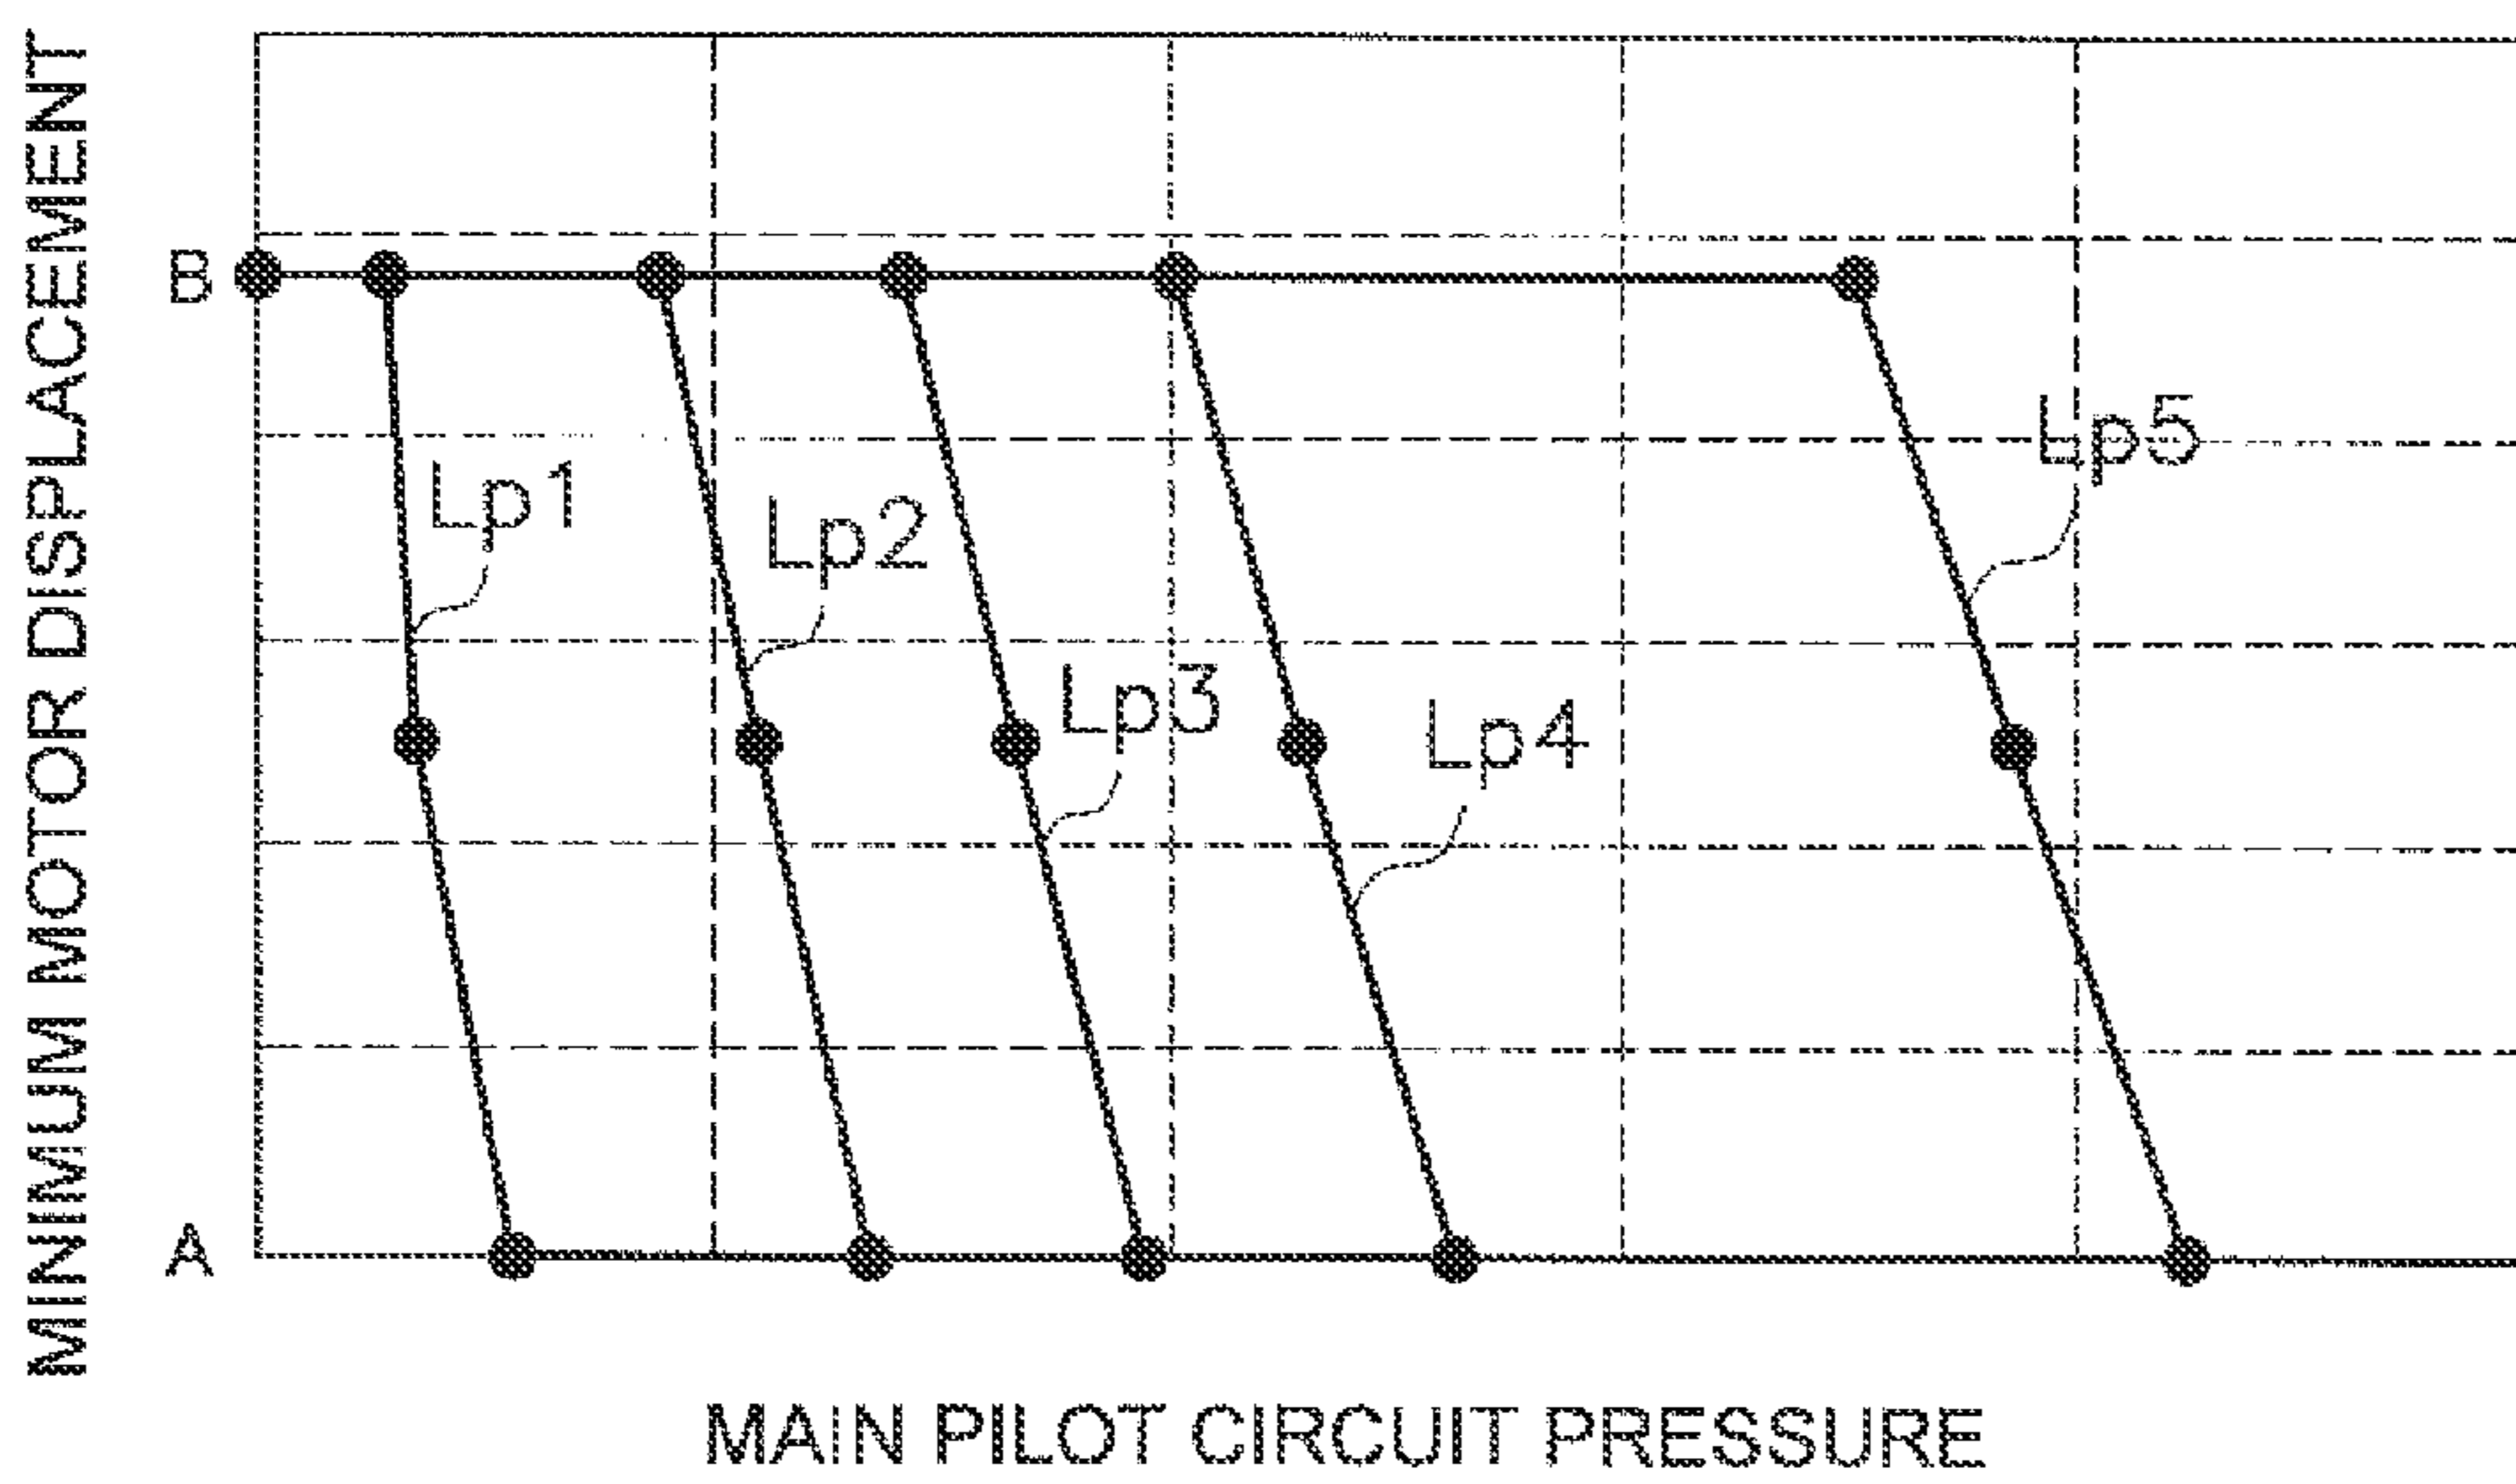 MINIMUM MOTOR DISPLACEMENT
B
A
Lp1
Lp2
Lp3
Lp4
Lp5
MAIN PILOT CIRCUIT PRESSURE